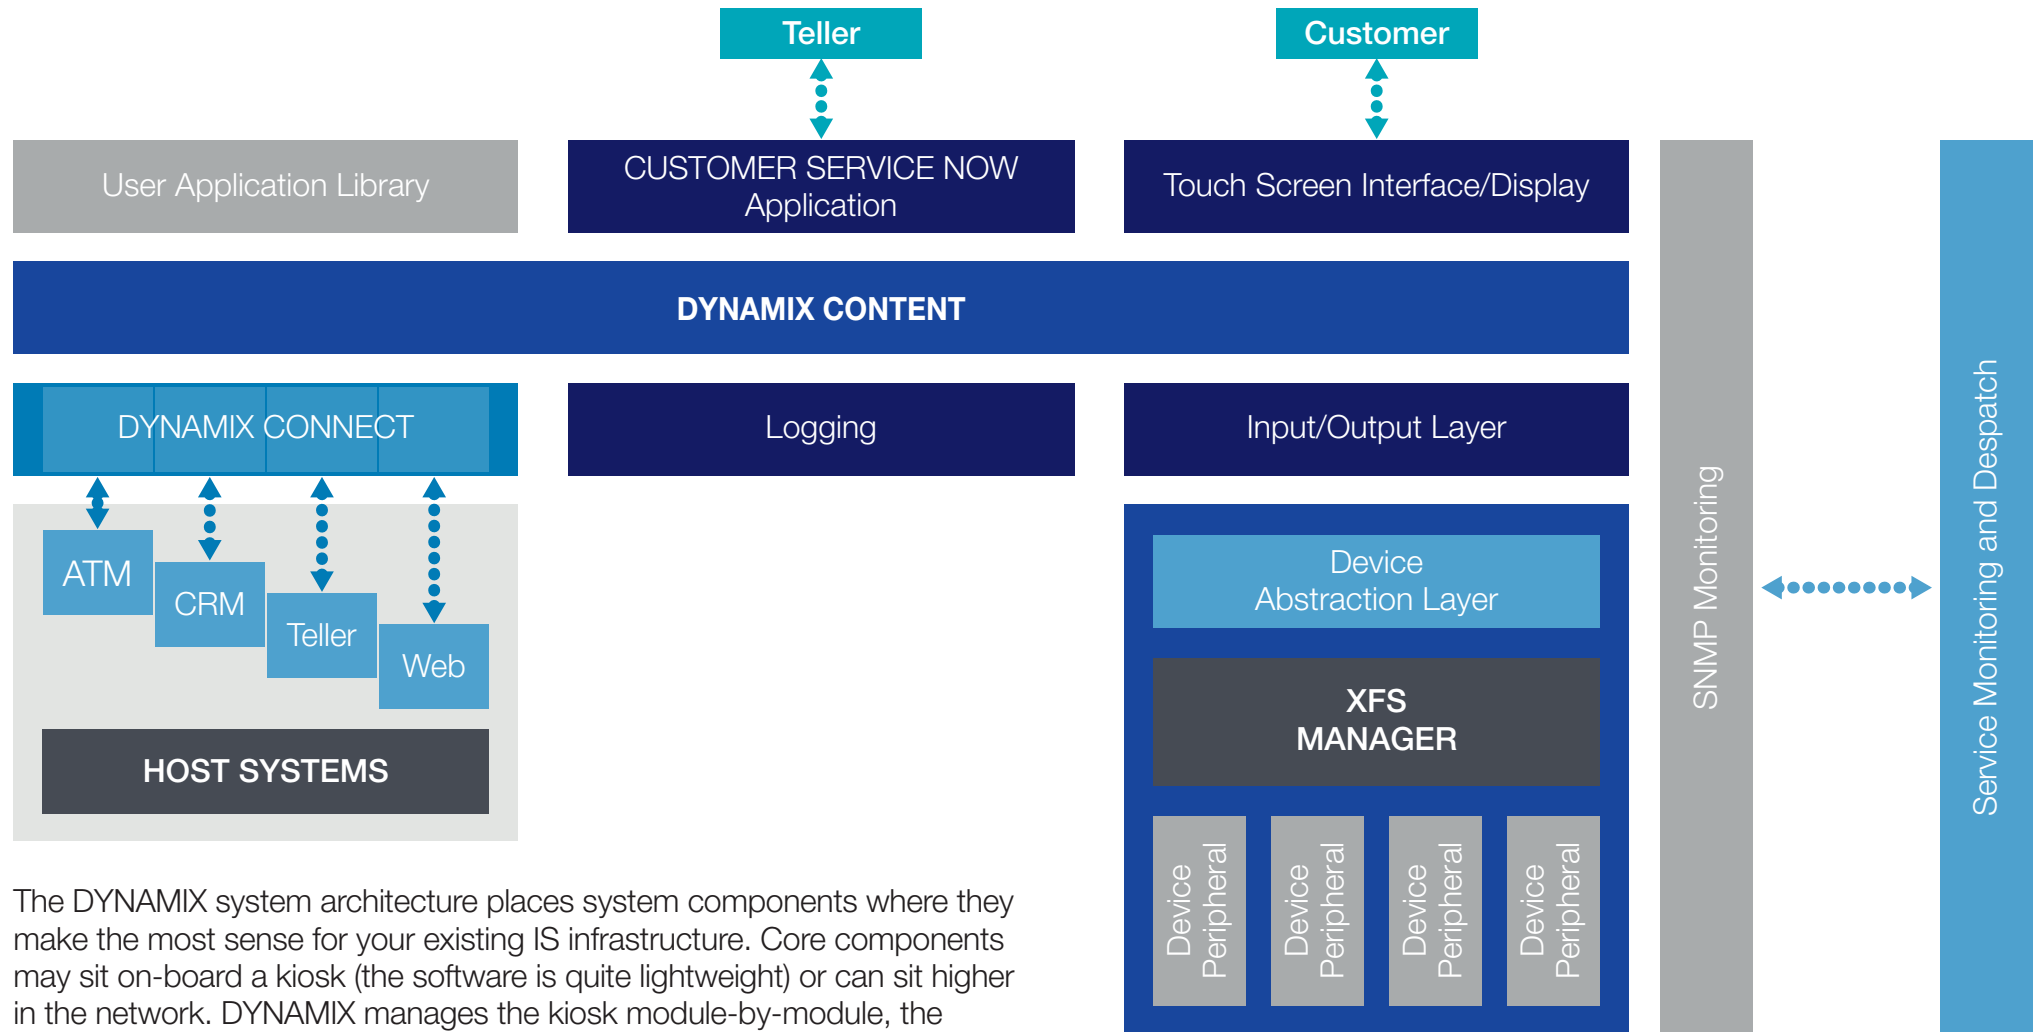 Teller
Customer
User Application Library
CUSTOMER SERVICE NOW
Application
Touch Screen Interface/Display
DYNAMIX CONTENT
DYNAMIX CONNECT
Logging
Input/Output Layer
ATM
CRM
Teller
Web
HOST SYSTEMS
Device
Abstraction Layer
XFS
MANAGER
Device
Peripheral
Device
Peripheral
Device
Peripheral
Device
Peripheral
SNMP Monitoring
Service Monitoring and Despatch
The DYNAMIX system architecture places system components where they
make the most sense for your existing IS infrastructure. Core components
may sit on-board a kiosk (the software is quite lightweight) or can sit higher
in the network. DYNAMIX manages the kiosk module-by-module, the